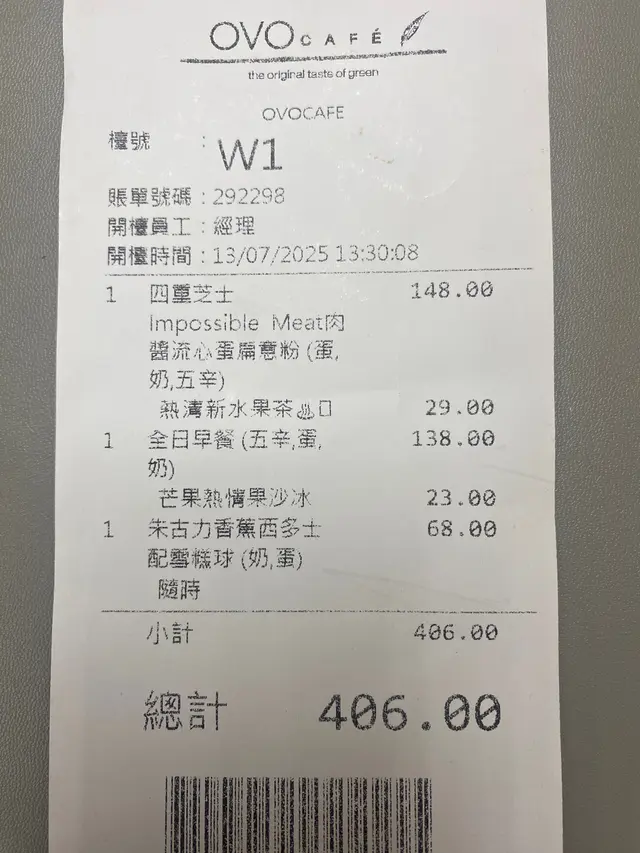 OVO CAFÉ
the original taste of green
OVOCAFE
檯號 : W1
賬單號碼 : 292298
開檯員工 : 經理
開檯時間 : 13/07/2025 13:30:08
1 四重芝士 148.00
Impossible Meat肉
醬流心蛋扁意粉 (蛋,
奶,五辛)
熱清新水果茶♨ 29.00
1 全日早餐 (五辛,蛋, 138.00
奶)
芒果熱情果沙冰 23.00
1 朱古力香蕉西多士 68.00
配雪糕球 (奶,蛋)
隨時
小計 406.00
總計 406.00